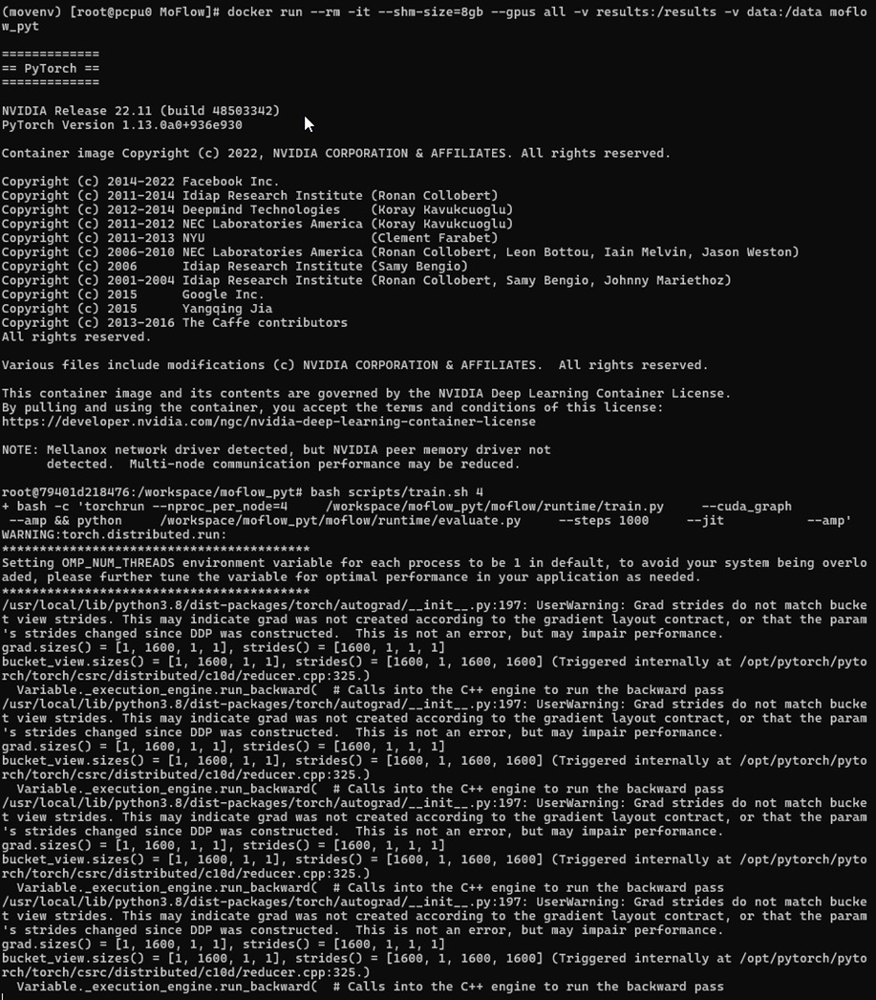 (movenv) [root@pcpu0 MoFlow]# docker run --rm -it --shm-size=8gb --gpus all -v results:/results -v data:/data moflo
w_pyt
=============
== PyTorch ==
=============
NVIDIA Release 22.11 (build 48503342)
PyTorch Version 1.13.0a0+936e930
Container image Copyright (c) 2022, NVIDIA CORPORATION & AFFILIATES. All rights reserved.
Copyright (c) 2014-2022 Facebook Inc.
Copyright (c) 2011-2014 Idiap Research Institute (Ronan Collobert)
Copyright (c) 2012-2014 Deepmind Technologies    (Koray Kavukcuoglu)
Copyright (c) 2011-2012 NEC Laboratories America (Koray Kavukcuoglu)
Copyright (c) 2011-2013 NYU                      (Clement Farabet)
Copyright (c) 2006-2010 NEC Laboratories America (Ronan Collobert, Leon Bottou, Iain Melvin, Jason Weston)
Copyright (c) 2006      Idiap Research Institute (Samy Bengio)
Copyright (c) 2001-2004 Idiap Research Institute (Ronan Collobert, Samy Bengio, Johnny Mariethoz)
Copyright (c) 2015      Google Inc.
Copyright (c) 2015      Yangqing Jia
Copyright (c) 2013-2016 The Caffe contributors
All rights reserved.
Various files include modifications (c) NVIDIA CORPORATION & AFFILIATES.  All rights reserved.
This container image and its contents are governed by the NVIDIA Deep Learning Container License.
By pulling and using the container, you accept the terms and conditions of this license:
https://developer.nvidia.com/ngc/nvidia-deep-learning-container-license
NOTE: Mellanox network driver detected, but NVIDIA peer memory driver not
      detected.  Multi-node communication performance may be reduced.
root@79401d218476:/workspace/moflow_pyt# bash scripts/train.sh 4
+ bash -c 'torchrun --nproc_per_node=4     /workspace/moflow_pyt/moflow/runtime/train.py     --cuda_graph
 --amp && python     /workspace/moflow_pyt/moflow/runtime/evaluate.py     --steps 1000     --jit          --amp'
WARNING:torch.distributed.run:
*****************************************
Setting OMP_NUM_THREADS environment variable for each process to be 1 in default, to avoid your system being overlo
aded, please further tune the variable for optimal performance in your application as needed.
*****************************************
/usr/local/lib/python3.8/dist-packages/torch/autograd/__init__.py:197: UserWarning: Grad strides do not match bucke
t view strides. This may indicate grad was not created according to the gradient layout contract, or that the param
's strides changed since DDP was constructed.  This is not an error, but may impair performance.
grad.sizes() = [1, 1600, 1, 1], strides() = [1600, 1, 1, 1]
bucket_view.sizes() = [1, 1600, 1, 1], strides() = [1600, 1, 1600, 1600] (Triggered internally at /opt/pytorch/pyto
rch/torch/csrc/distributed/c10d/reducer.cpp:325.)
  Variable._execution_engine.run_backward(  # Calls into the C++ engine to run the backward pass
/usr/local/lib/python3.8/dist-packages/torch/autograd/__init__.py:197: UserWarning: Grad strides do not match bucke
t view strides. This may indicate grad was not created according to the gradient layout contract, or that the param
's strides changed since DDP was constructed.  This is not an error, but may impair performance.
grad.sizes() = [1, 1600, 1, 1], strides() = [1600, 1, 1, 1]
bucket_view.sizes() = [1, 1600, 1, 1], strides() = [1600, 1, 1600, 1600] (Triggered internally at /opt/pytorch/pyto
rch/torch/csrc/distributed/c10d/reducer.cpp:325.)
  Variable._execution_engine.run_backward(  # Calls into the C++ engine to run the backward pass
/usr/local/lib/python3.8/dist-packages/torch/autograd/__init__.py:197: UserWarning: Grad strides do not match bucke
t view strides. This may indicate grad was not created according to the gradient layout contract, or that the param
's strides changed since DDP was constructed.  This is not an error, but may impair performance.
grad.sizes() = [1, 1600, 1, 1], strides() = [1600, 1, 1, 1]
bucket_view.sizes() = [1, 1600, 1, 1], strides() = [1600, 1, 1600, 1600] (Triggered internally at /opt/pytorch/pyto
rch/torch/csrc/distributed/c10d/reducer.cpp:325.)
  Variable._execution_engine.run_backward(  # Calls into the C++ engine to run the backward pass
/usr/local/lib/python3.8/dist-packages/torch/autograd/__init__.py:197: UserWarning: Grad strides do not match bucke
t view strides. This may indicate grad was not created according to the gradient layout contract, or that the param
's strides changed since DDP was constructed.  This is not an error, but may impair performance.
grad.sizes() = [1, 1600, 1, 1], strides() = [1600, 1, 1, 1]
bucket_view.sizes() = [1, 1600, 1, 1], strides() = [1600, 1, 1600, 1600] (Triggered internally at /opt/pytorch/pyto
rch/torch/csrc/distributed/c10d/reducer.cpp:325.)
  Variable._execution_engine.run_backward(  # Calls into the C++ engine to run the backward pass